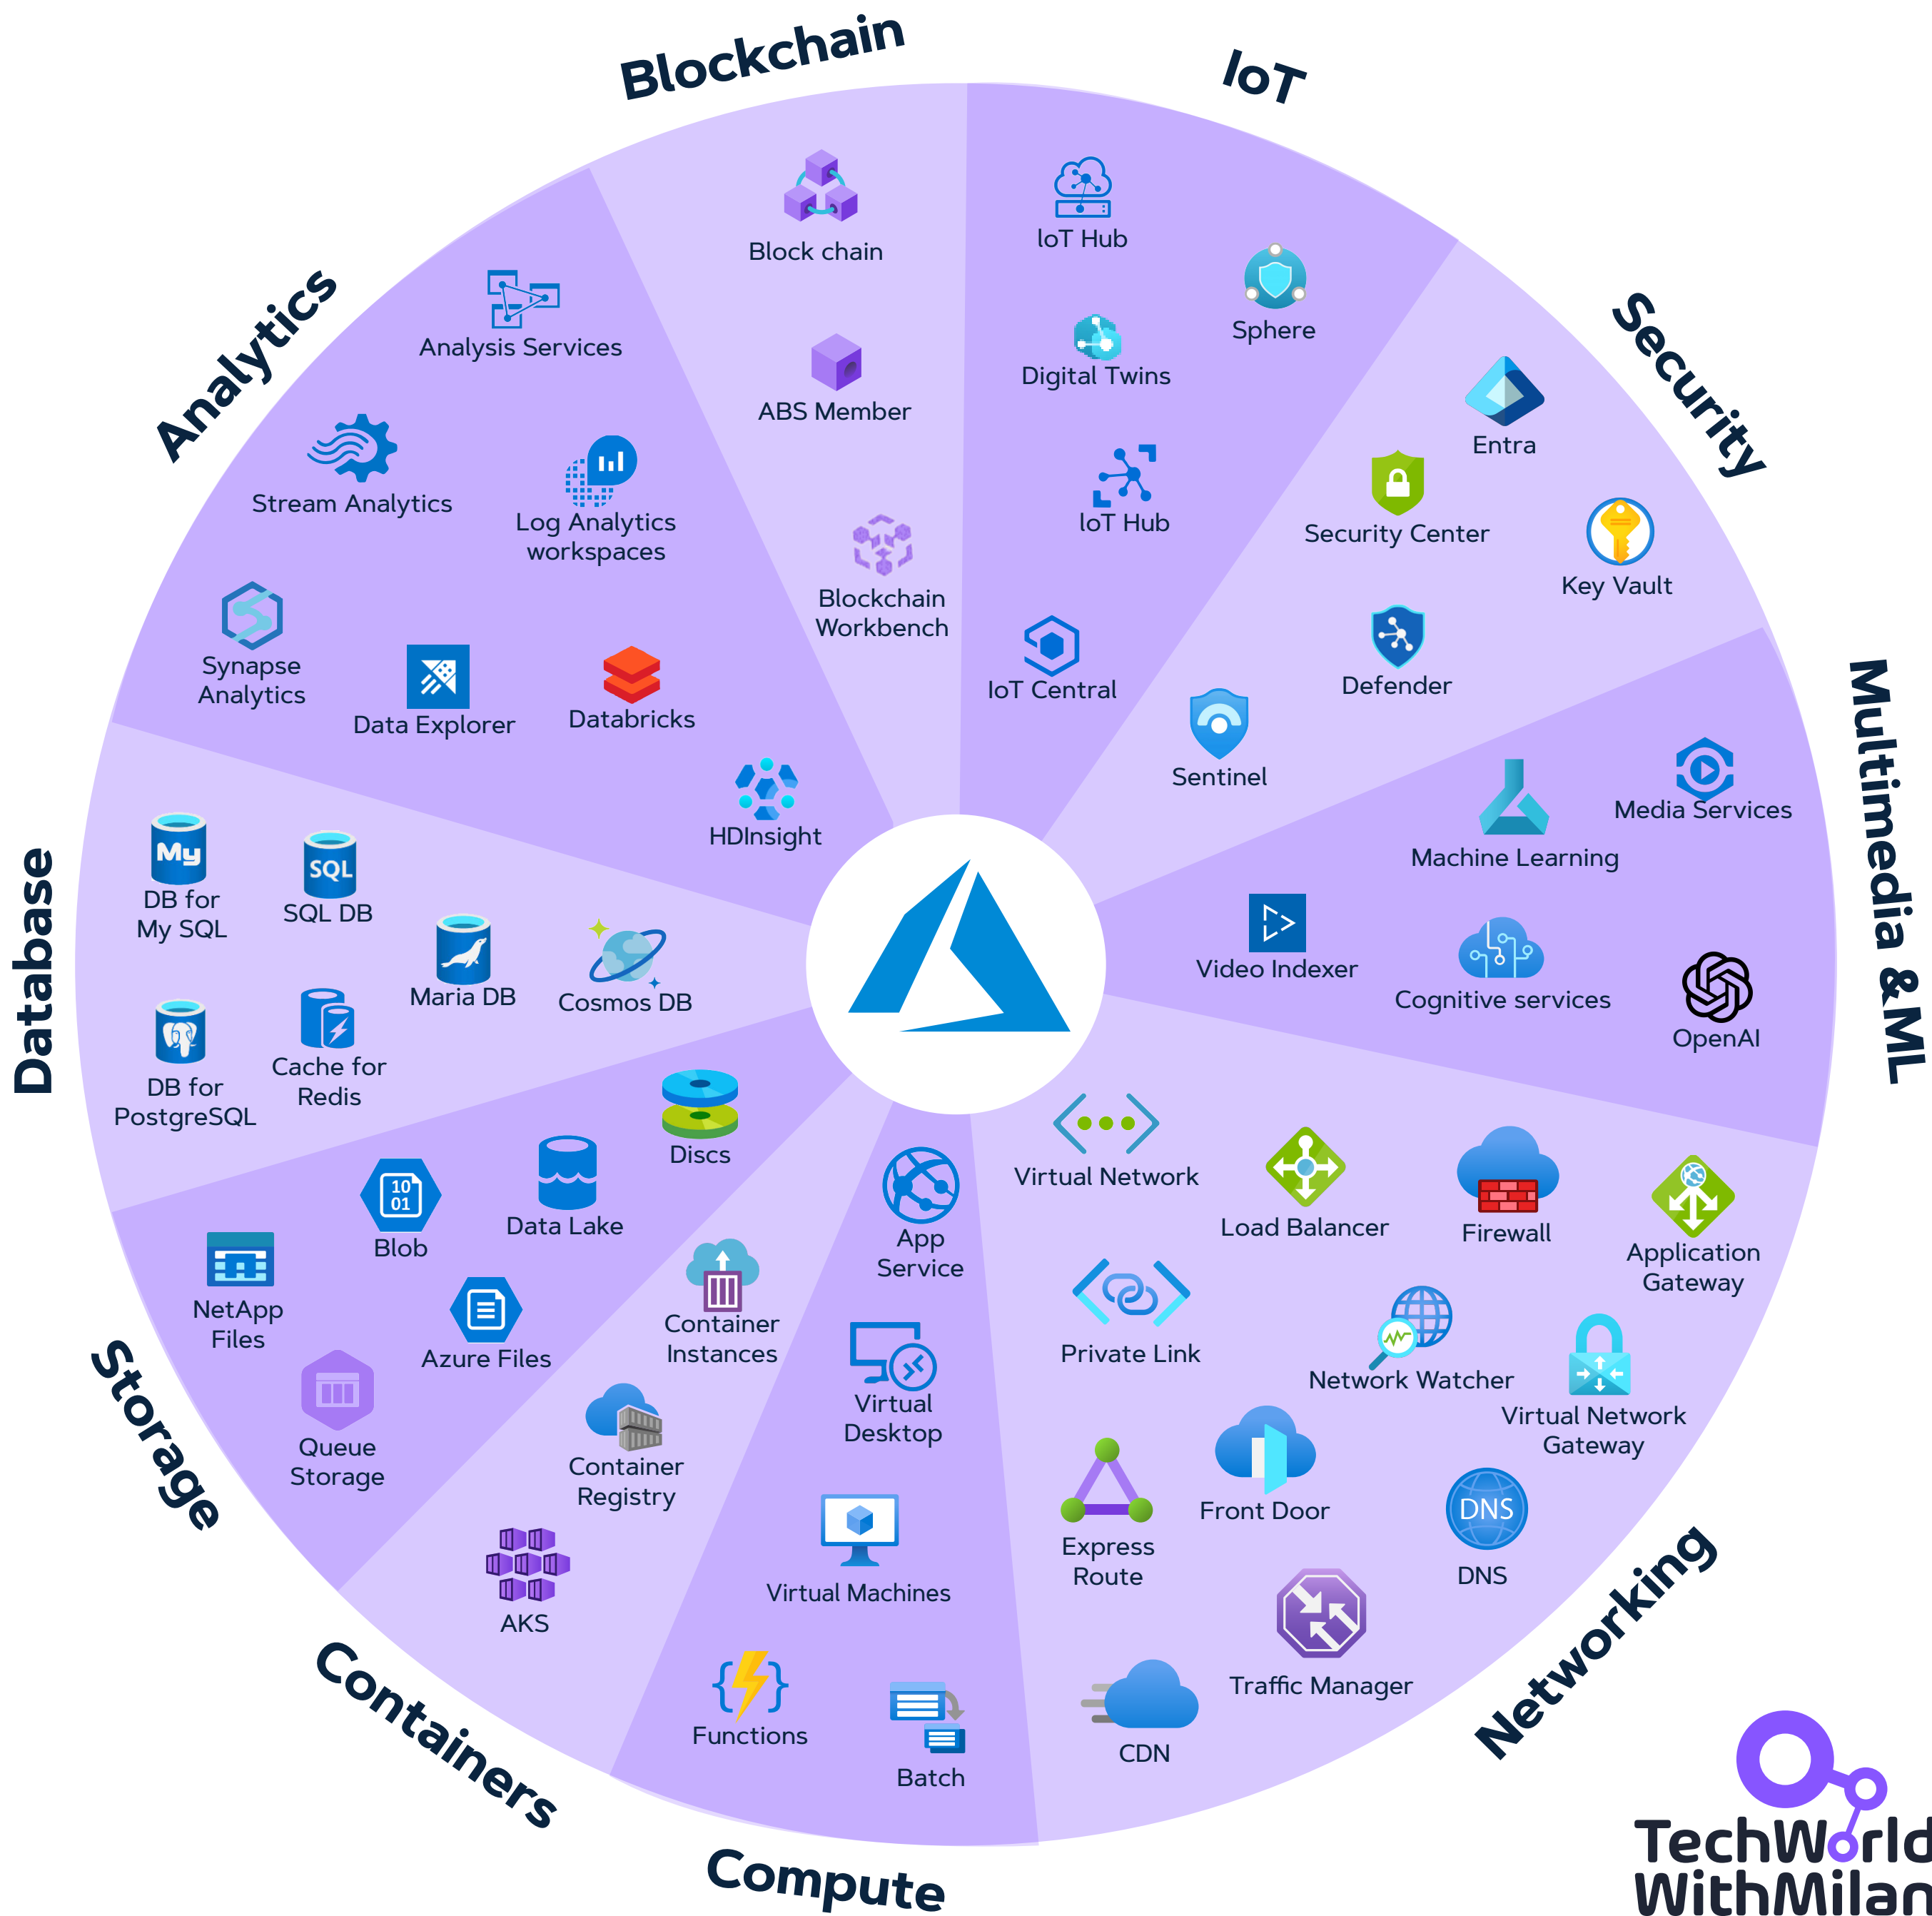 Blockchain
Block chain
ABS Member
Blockchain
Workbench
IoT
IoT Hub
Sphere
Digital Twins
IoT Hub
IoT Central
Security
Entra
Security Center
Key Vault
Defender
Sentinel
Multimedia & ML
Media Services
Machine Learning
Video Indexer
Cognitive services
OpenAI
Networking
Virtual Network
Load Balancer
Firewall
Application
Gateway
Private Link
Network Watcher
Virtual Network
Gateway
Express
Route
Front Door
DNS
DNS
Traffic Manager
CDN
Compute
App
Service
Virtual
Desktop
Virtual Machines
Functions
Batch
Containers
Container
Instances
Container
Registry
AKS
Storage
Discs
Data Lake
10
01
Blob
NetApp
Files
Azure Files
Queue
Storage
Database
My
DB for
My SQL
SQL
SQL DB
Maria DB
Cosmos DB
DB for
PostgreSQL
Cache for
Redis
Analytics
Analysis Services
Stream Analytics
Log Analytics
workspaces
Synapse
Analytics
Data Explorer
Databricks
HDInsight
TechWorld
WithMilan